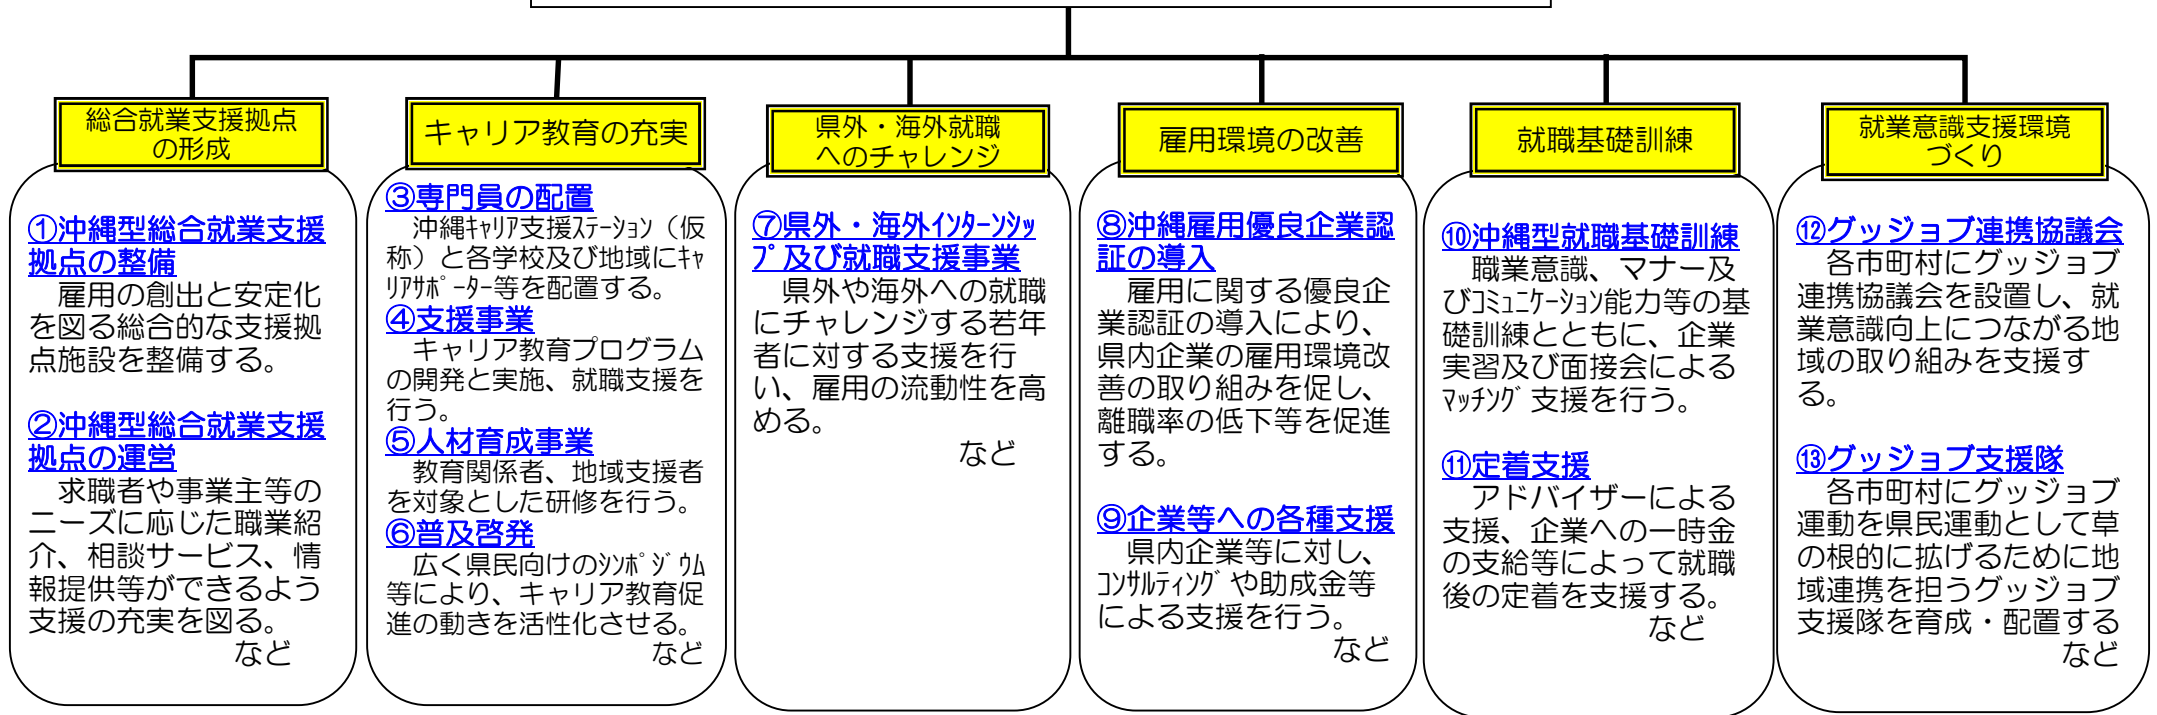 総合就業支援拠点
の形成
①沖縄型総合就業支援
拠点の整備
　雇用の創出と安定化
を図る総合的な支援拠
点施設を整備する。
②沖縄型総合就業支援
拠点の運営
　求職者や事業主等の
ニーズに応じた職業紹
介、相談サービス、情
報提供等ができるよう
支援の充実を図る。
など
キャリア教育の充実
③専門員の配置
　沖縄ｷｬﾘｱ支援ｽﾃｰｼｮﾝ（仮
称）と各学校及び地域にｷｬ
ﾘｱｻﾎﾟｰﾀｰ等を配置する。
④支援事業
　キャリア教育プログラム
の開発と実施、就職支援を
行う。
⑤人材育成事業
　教育関係者、地域支援者
を対象とした研修を行う。
⑥普及啓発
　広く県民向けのｼﾝﾎﾟｼﾞｳﾑ
等により、キャリア教育促
進の動きを活性化させる。
など
県外・海外就職
へのチャレンジ
⑦県外・海外ｲﾝﾀｰﾝｼｯ
ﾌﾟ及び就職支援事業
　県外や海外への就職
にチャレンジする若年
者に対する支援を行
い、雇用の流動性を高
める。
など
雇用環境の改善
⑧沖縄雇用優良企業認
証の導入
　雇用に関する優良企
業認証の導入により、
県内企業の雇用環境改
善の取り組みを促し、
離職率の低下等を促進
する。
⑨企業等への各種支援
　県内企業等に対し、
ｺﾝｻﾙﾃｨﾝｸﾞや助成金等
による支援を行う。
など
就職基礎訓練
⑩沖縄型就職基礎訓練
　職業意識、マナー及
びｺﾐｭﾆｹｰｼｮﾝ能力等の基
礎訓練とともに、企業
実習及び面接会による
ﾏｯﾁﾝｸﾞ支援を行う。
⑪定着支援
　アドバイザーによる
支援、企業への一時金
の支給等によって就職
後の定着を支援する。
など
就業意識支援環境
づくり
⑫グッジョブ連携協議会
　各市町村にグッジョブ
連携協議会を設置し、就
業意識向上につながる地
域の取り組みを支援す
る。
⑬グッジョブ支援隊
　各市町村にグッジョブ
運動を県民運動として草
の根的に拡げるために地
域連携を担うグッジョブ
支援隊を育成・配置する
など